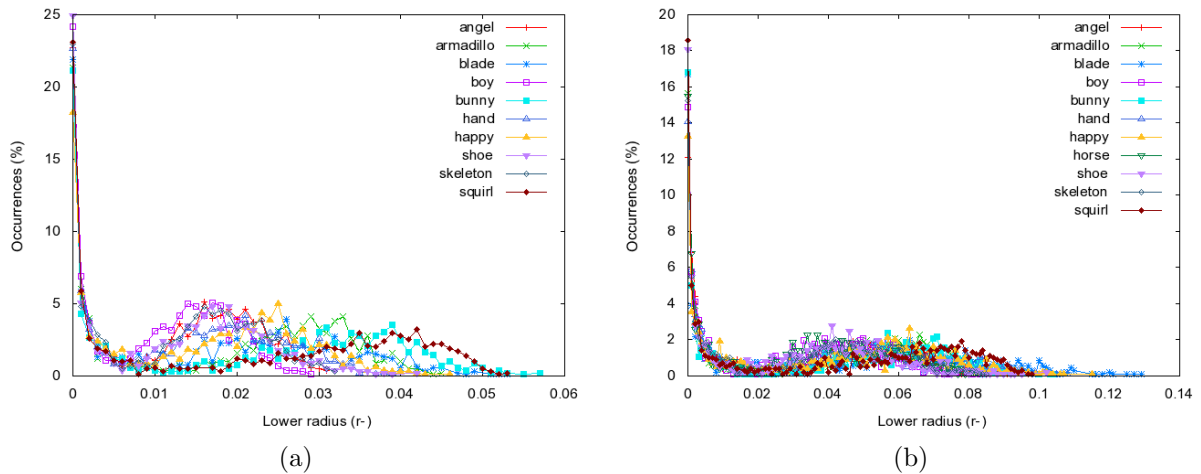 25
20
15
10
5
0
Occurrences (%)
angel
armadillo
blade
boy
bunny
hand
happy
shoe
skeleton
squirl
0 0.01 0.02 0.03 0.04 0.05 0.06
Lower radius (r-)
(a)
20
18
16
14
12
10
8
6
4
2
0
Occurrences (%)
angel
armadillo
blade
boy
bunny
hand
happy
horse
shoe
skeleton
squirl
0 0.02 0.04 0.06 0.08 0.1 0.12 0.14
Lower radius (r-)
(b)